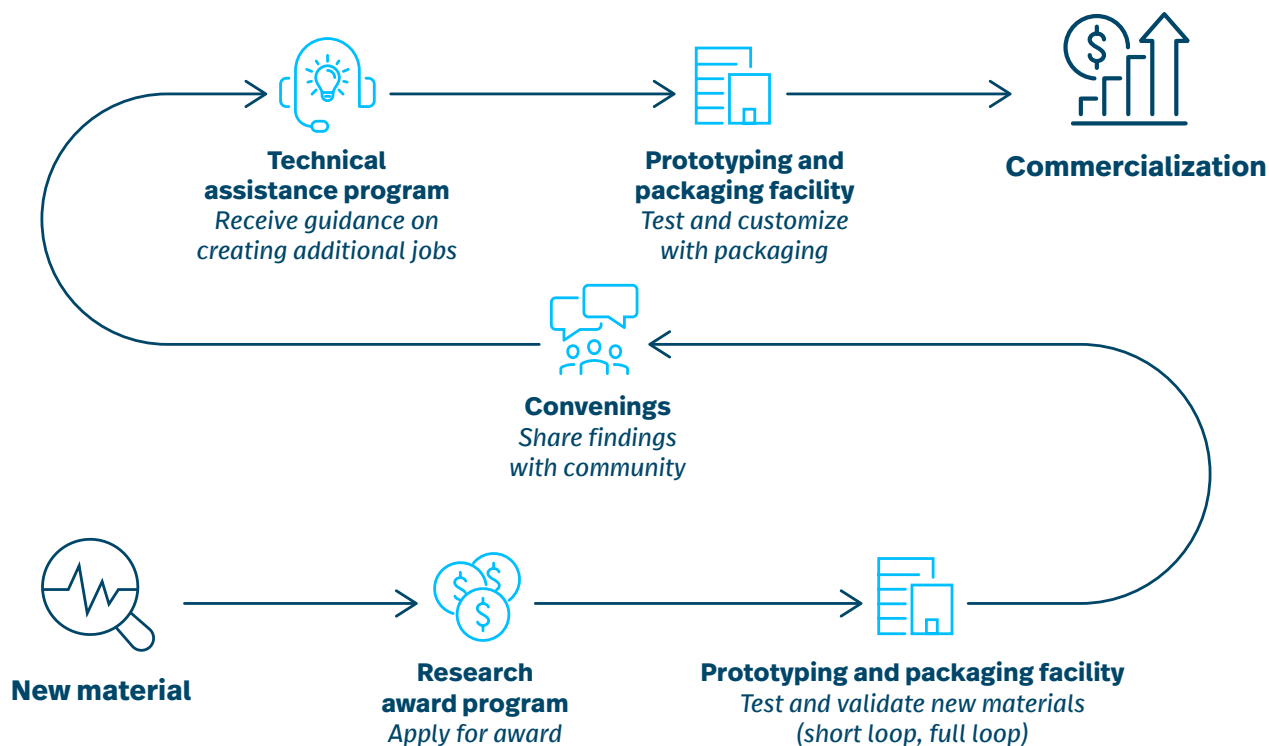 $
Technical
assistance program
Receive guidance on
creating additional jobs
Prototyping and
packaging facility
Test and customize
with packaging
Commercialization
Convenings
Share findings
with community
New material
$
$
$
Research
award program
Apply for award
Prototyping and packaging facility
Test and validate new materials
(short loop, full loop)